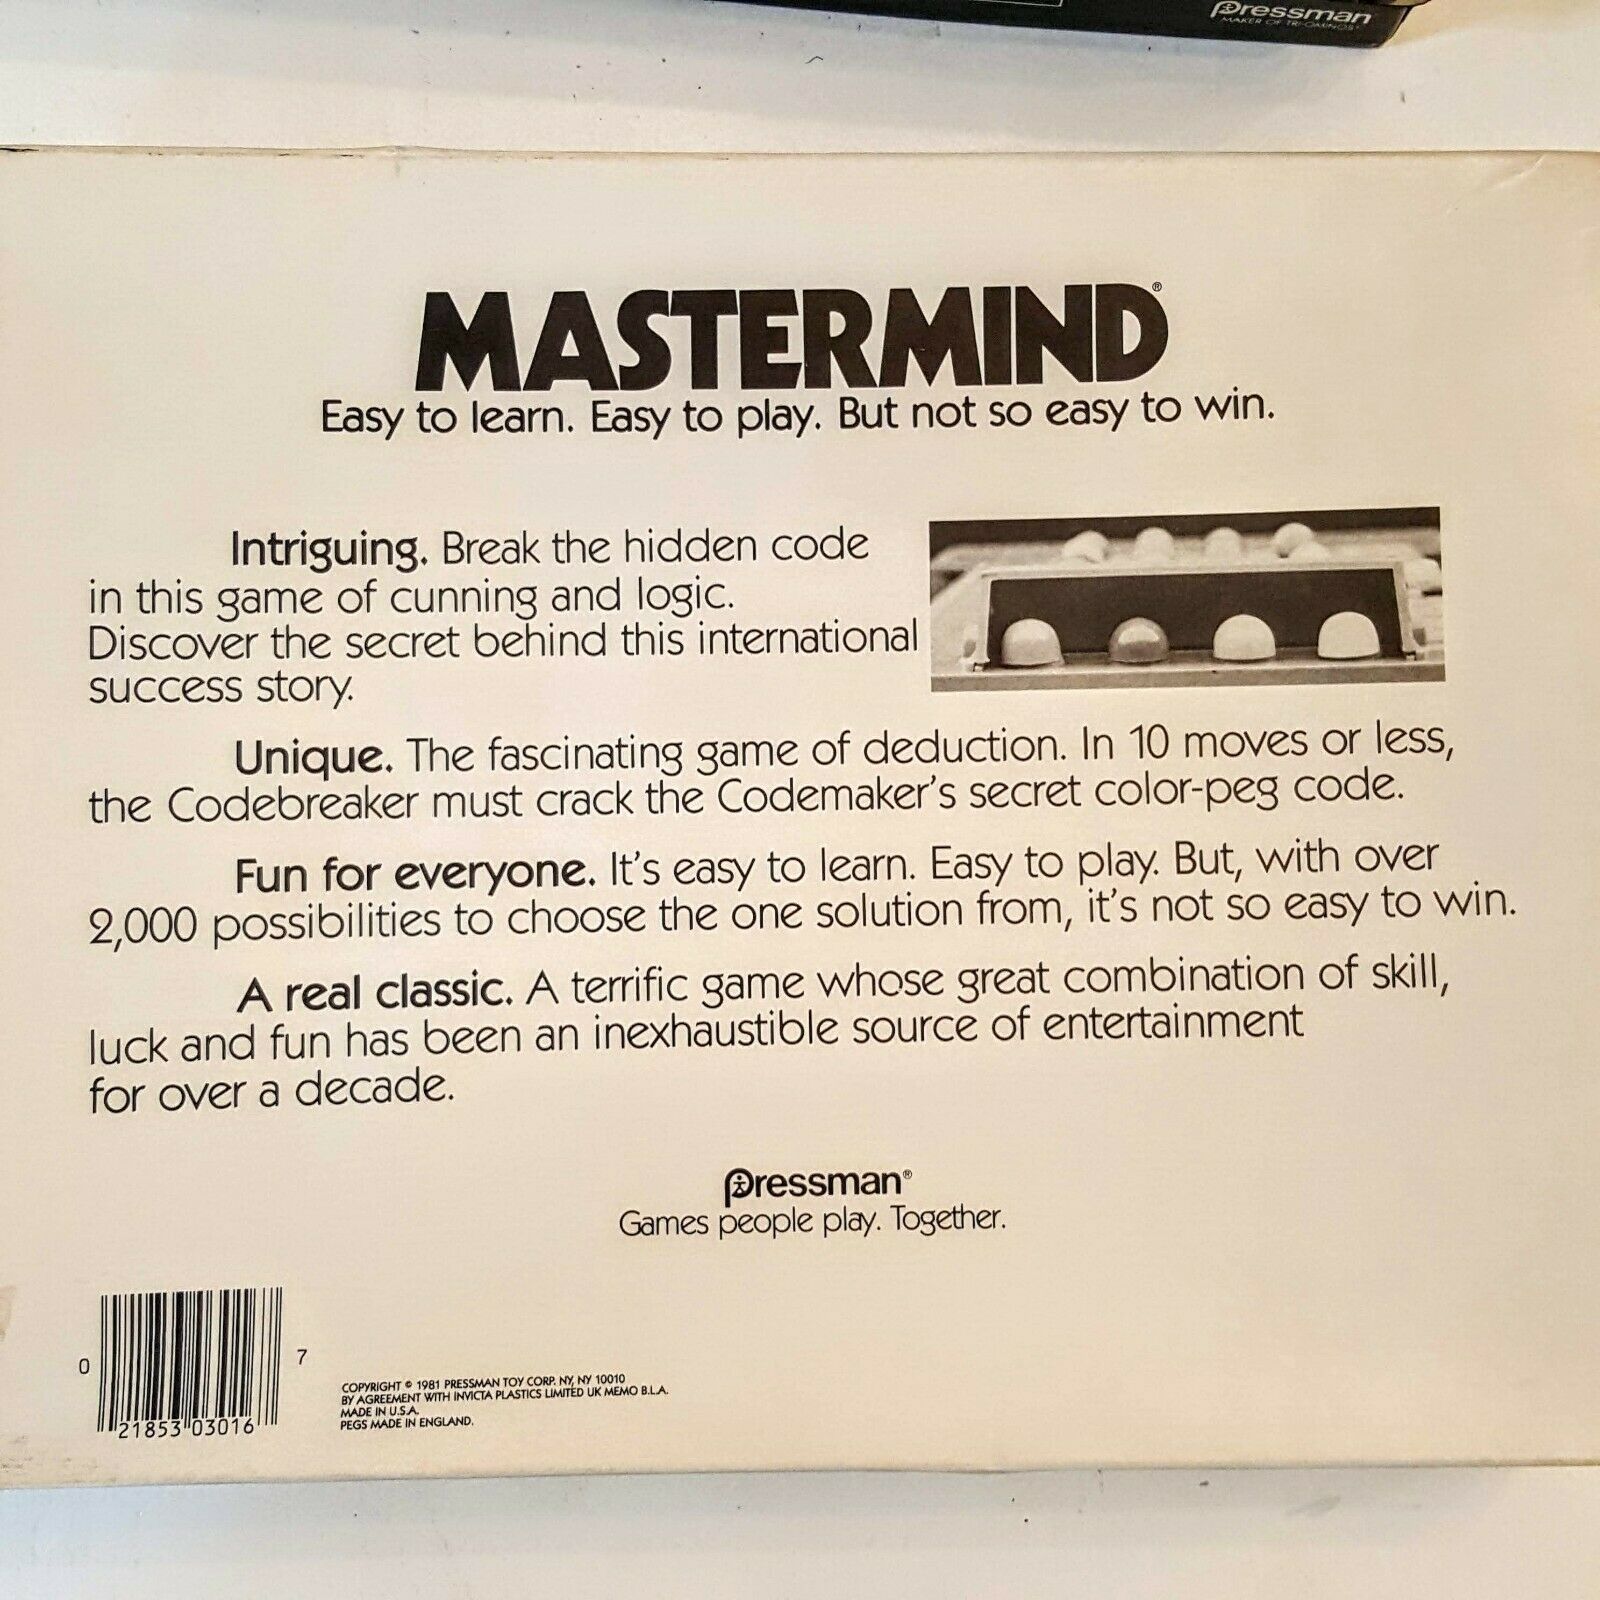 Pressman
MAKER OF TRI-OMINOS®
MASTERMIND®
Easy to learn. Easy to play. But not so easy to win.
Intriguing. Break the hidden code
in this game of cunning and logic.
Discover the secret behind this international
success story.
Unique. The fascinating game of deduction. In 10 moves or less,
the Codebreaker must crack the Codemaker's secret color-peg code.
Fun for everyone. It's easy to learn. Easy to play. But, with over
2,000 possibilities to choose the one solution from, it's not so easy to win.
A real classic. A terrific game whose great combination of skill,
luck and fun has been an inexhaustible source of entertainment
for over a decade.
Pressman®
Games people play. Together.
0 21853 03016 7
COPYRIGHT © 1981 PRESSMAN TOY CORP. NY, NY 10010
BY AGREEMENT WITH INVICTA PLASTICS LIMITED UK MEMO B.L.A.
MADE IN U.S.A.
PEGS MADE IN ENGLAND.